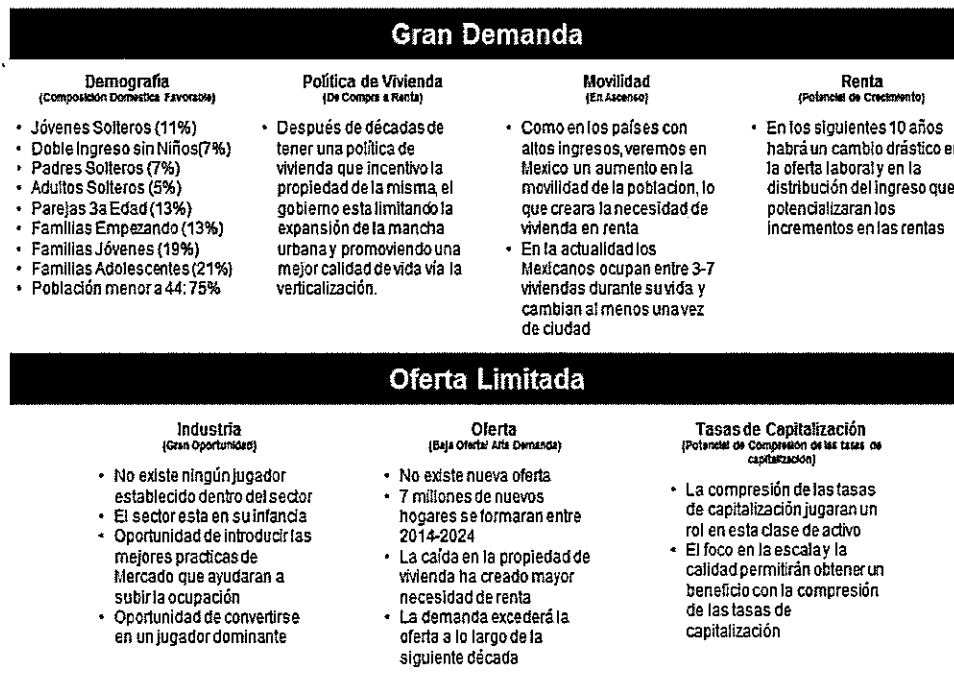 Gran Demanda
Demografía
(Composición Domestica Favorable)
• Jóvenes Solteros (11%)
• Doble Ingreso sin Niños(7%)
• Padres Solteros (7%)
• Adultos Solteros (5%)
• Parejas 3a Edad (13%)
• Familias Empezando (13%)
• Familias Jóvenes (19%)
• Familias Adolescentes (21%)
• Población menor a 44: 75%
Política de Vivienda
(De Compra a Renta)
• Después de décadas de
tener una política de
vivienda que incentivo la
propiedad de la misma, el
gobierno esta limitando la
expansión de la mancha
urbana y promoviendo una
mejor calidad de vida vía la
verticalización.
Movilidad
(En Ascenso)
• Como en los países con
altos ingresos, veremos en
Mexico un aumento en la
movilidad de la poblacion, lo
que creara la necesidad de
vivienda en renta
• En la actualidad los
Mexicanos ocupan entre 3-7
viviendas durante su vida y
cambian al menos una vez
de ciudad
Renta
(Potencial de Crecimiento)
• En los siguientes 10 años
habrá un cambio drástico en
la oferta laboral y en la
distribución del ingreso que
potencializaran los
incrementos en las rentas
Oferta Limitada
Industria
(Gran Oportunidad)
• No existe ningún jugador
establecido dentro del sector
• El sector esta en su infancia
• Oportunidad de introducir las
mejores practicas de
Mercado que ayudaran a
subir la ocupación
• Oportunidad de convertirse
en un jugador dominante
Oferta
(Baja Oferta/ Alta Demanda)
• No existe nueva oferta
• 7 millones de nuevos
hogares se formaran entre
2014-2024
• La caída en la propiedad de
vivienda ha creado mayor
necesidad de renta
• La demanda excederá la
oferta a lo largo de la
siguiente década
Tasas de Capitalización
(Potencial de Compresión de las tasas de
capitalización)
• La compresión de las tasas
de capitalización jugaran un
rol en esta clase de activo
• El foco en la escala y la
calidad permitirán obtener un
beneficio con la compresión
de las tasas de
capitalización